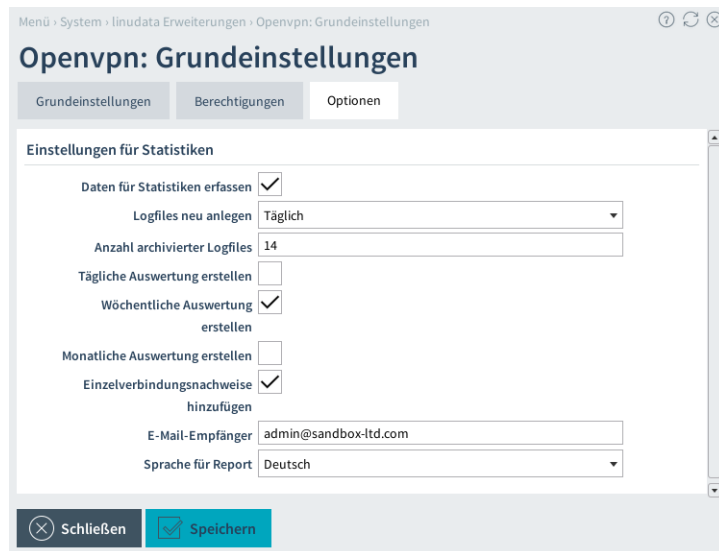 Menü › System › linudata Erweiterungen › Openvpn: Grundeinstellungen
Openvpn: Grundeinstellungen
Grundeinstellungen Berechtigungen Optionen
Einstellungen für Statistiken
Daten für Statistiken erfassen
Logfiles neu anlegen Täglich
Anzahl archivierter Logfiles 14
Tägliche Auswertung erstellen
Wöchentliche Auswertung
erstellen
Monatliche Auswertung erstellen
Einzelverbindungsnachweise
hinzufügen
E-Mail-Empfänger admin@sandbox-ltd.com
Sprache für Report Deutsch
Schließen Speichern